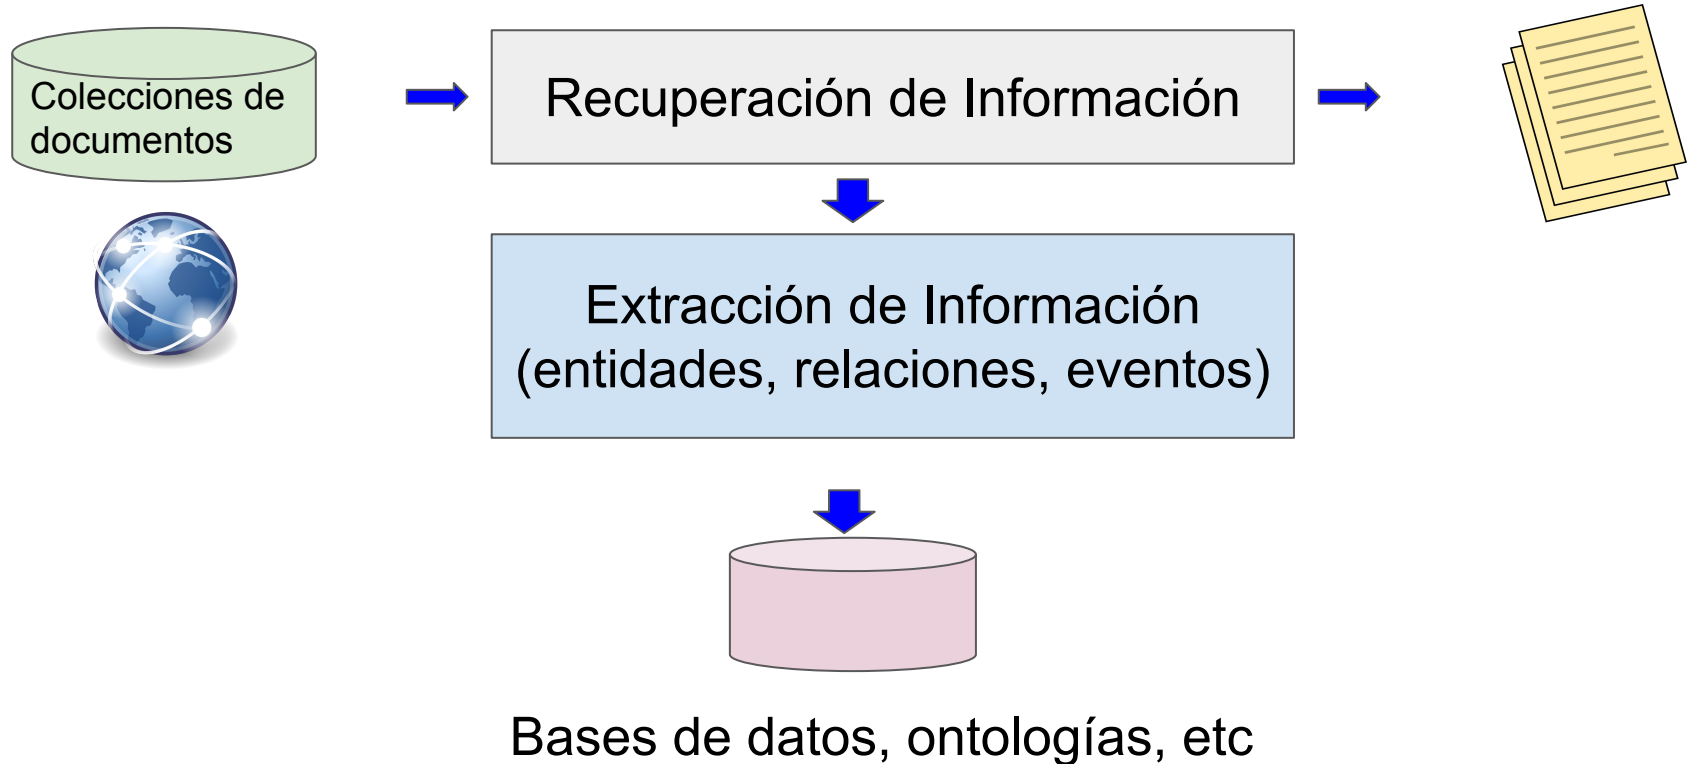 Colecciones de
documentos
Recuperación de Información
Extracción de Información
(entidades, relaciones, eventos)
Bases de datos, ontologías, etc